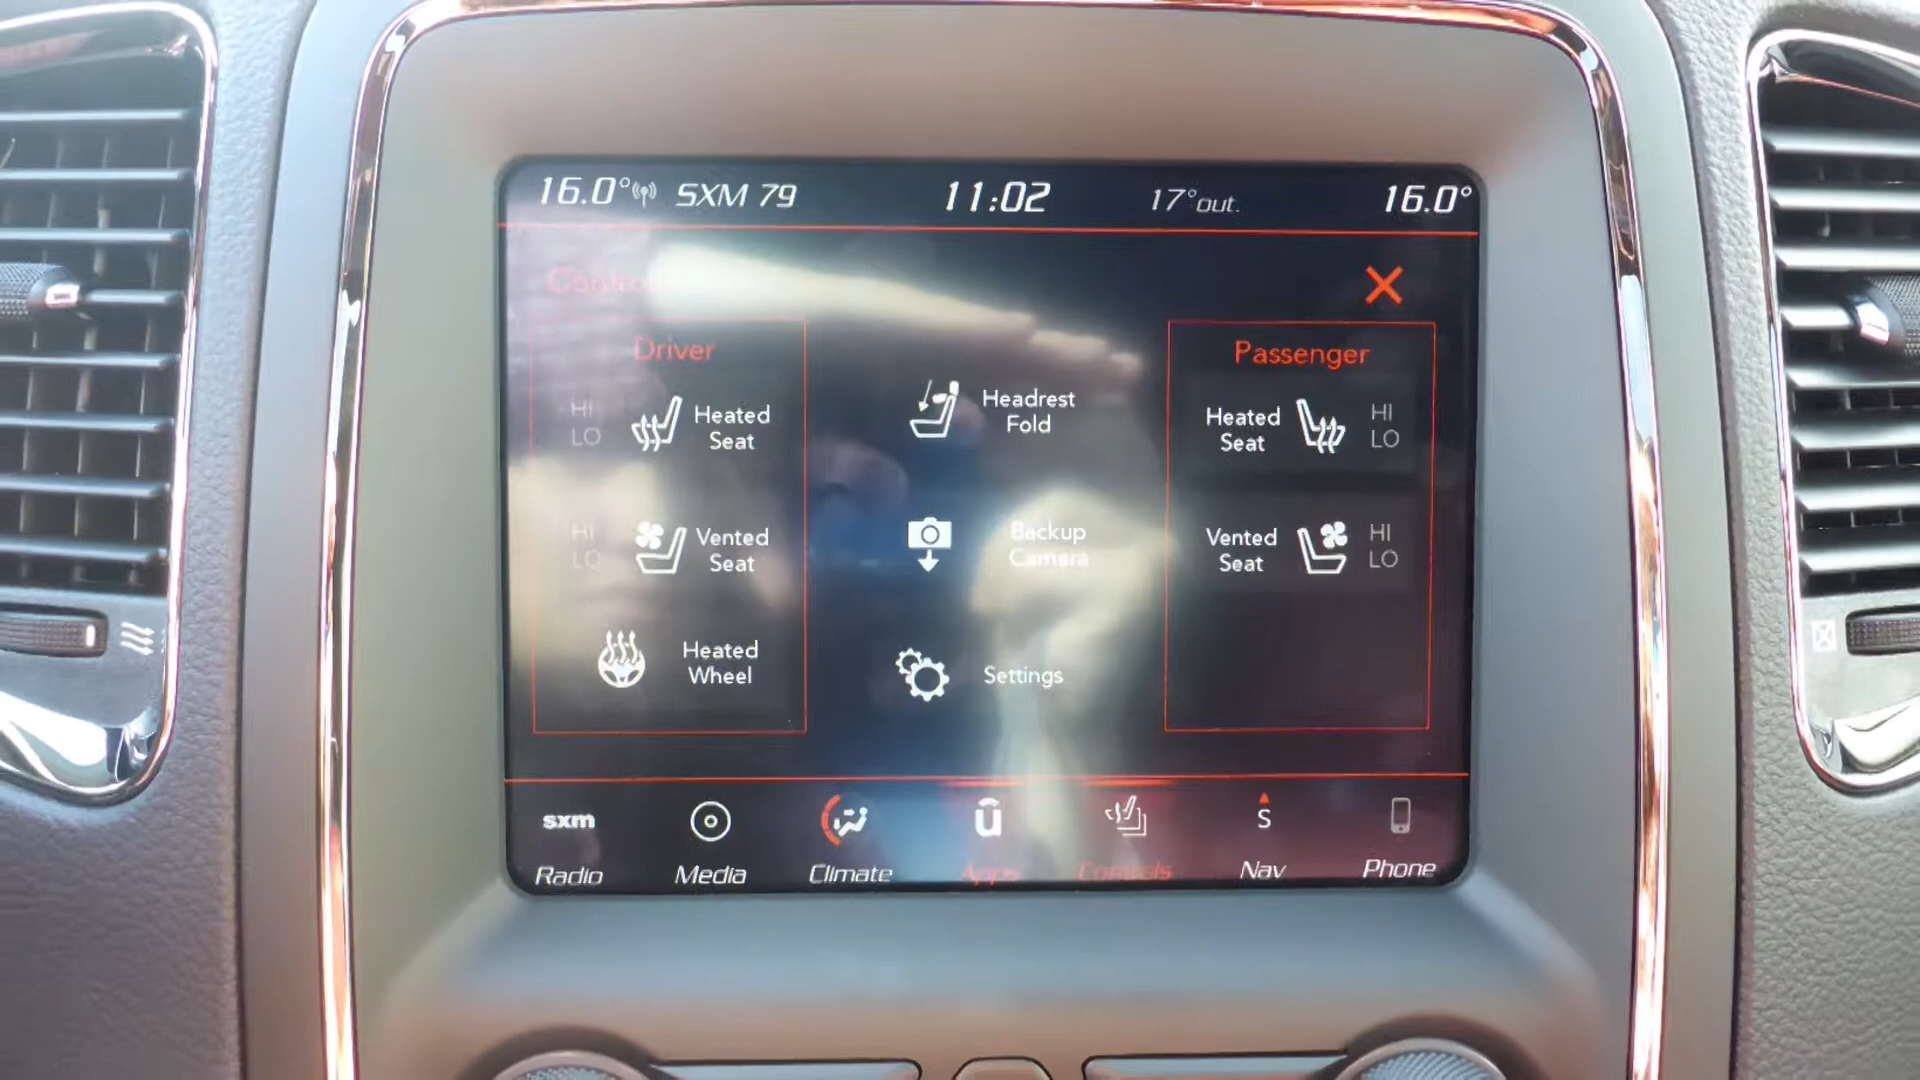 16.0° SXM 79 11:02 17°out. 16.0°
Controls
Driver
HI
LO
Heated
Seat
HI
LO
Vented
Seat
Heated
Wheel
Headrest
Fold
Backup
Camera
Settings
Passenger
Heated
Seat
HI
LO
Vented
Seat
HI
LO
sxm
Radio
Media
Climate
ū
Apps
Controls
S
Nav
Phone